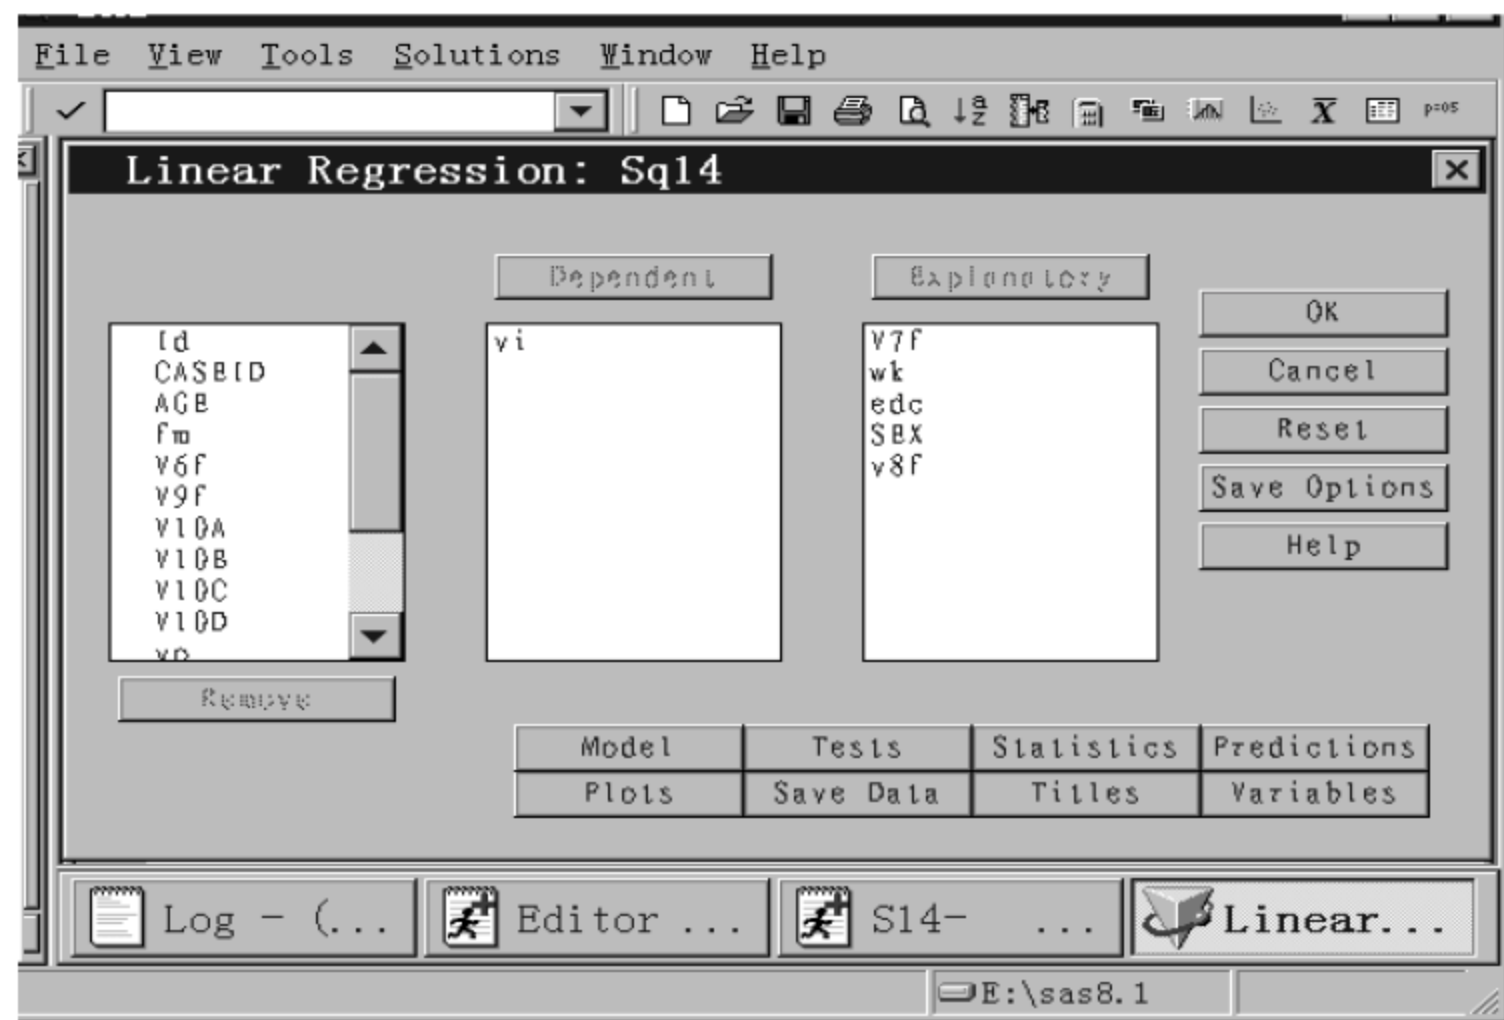 File View Tools Solutions Window Help
p=05
Linear Regression: Sq14
Dependent
Explanatory
Id
CASEID
AGE
fm
V6f
V9f
V10A
V10B
V10C
V10D
vi
V7f
wk
edc
SEX
v8f
OK
Cancel
Reset
Save Options
Help
Remove
Model Tests Statistics Predictions
Plots Save Data Titles Variables
Log - (... Editor ... S14- ... Linear...
E:\sas8.1